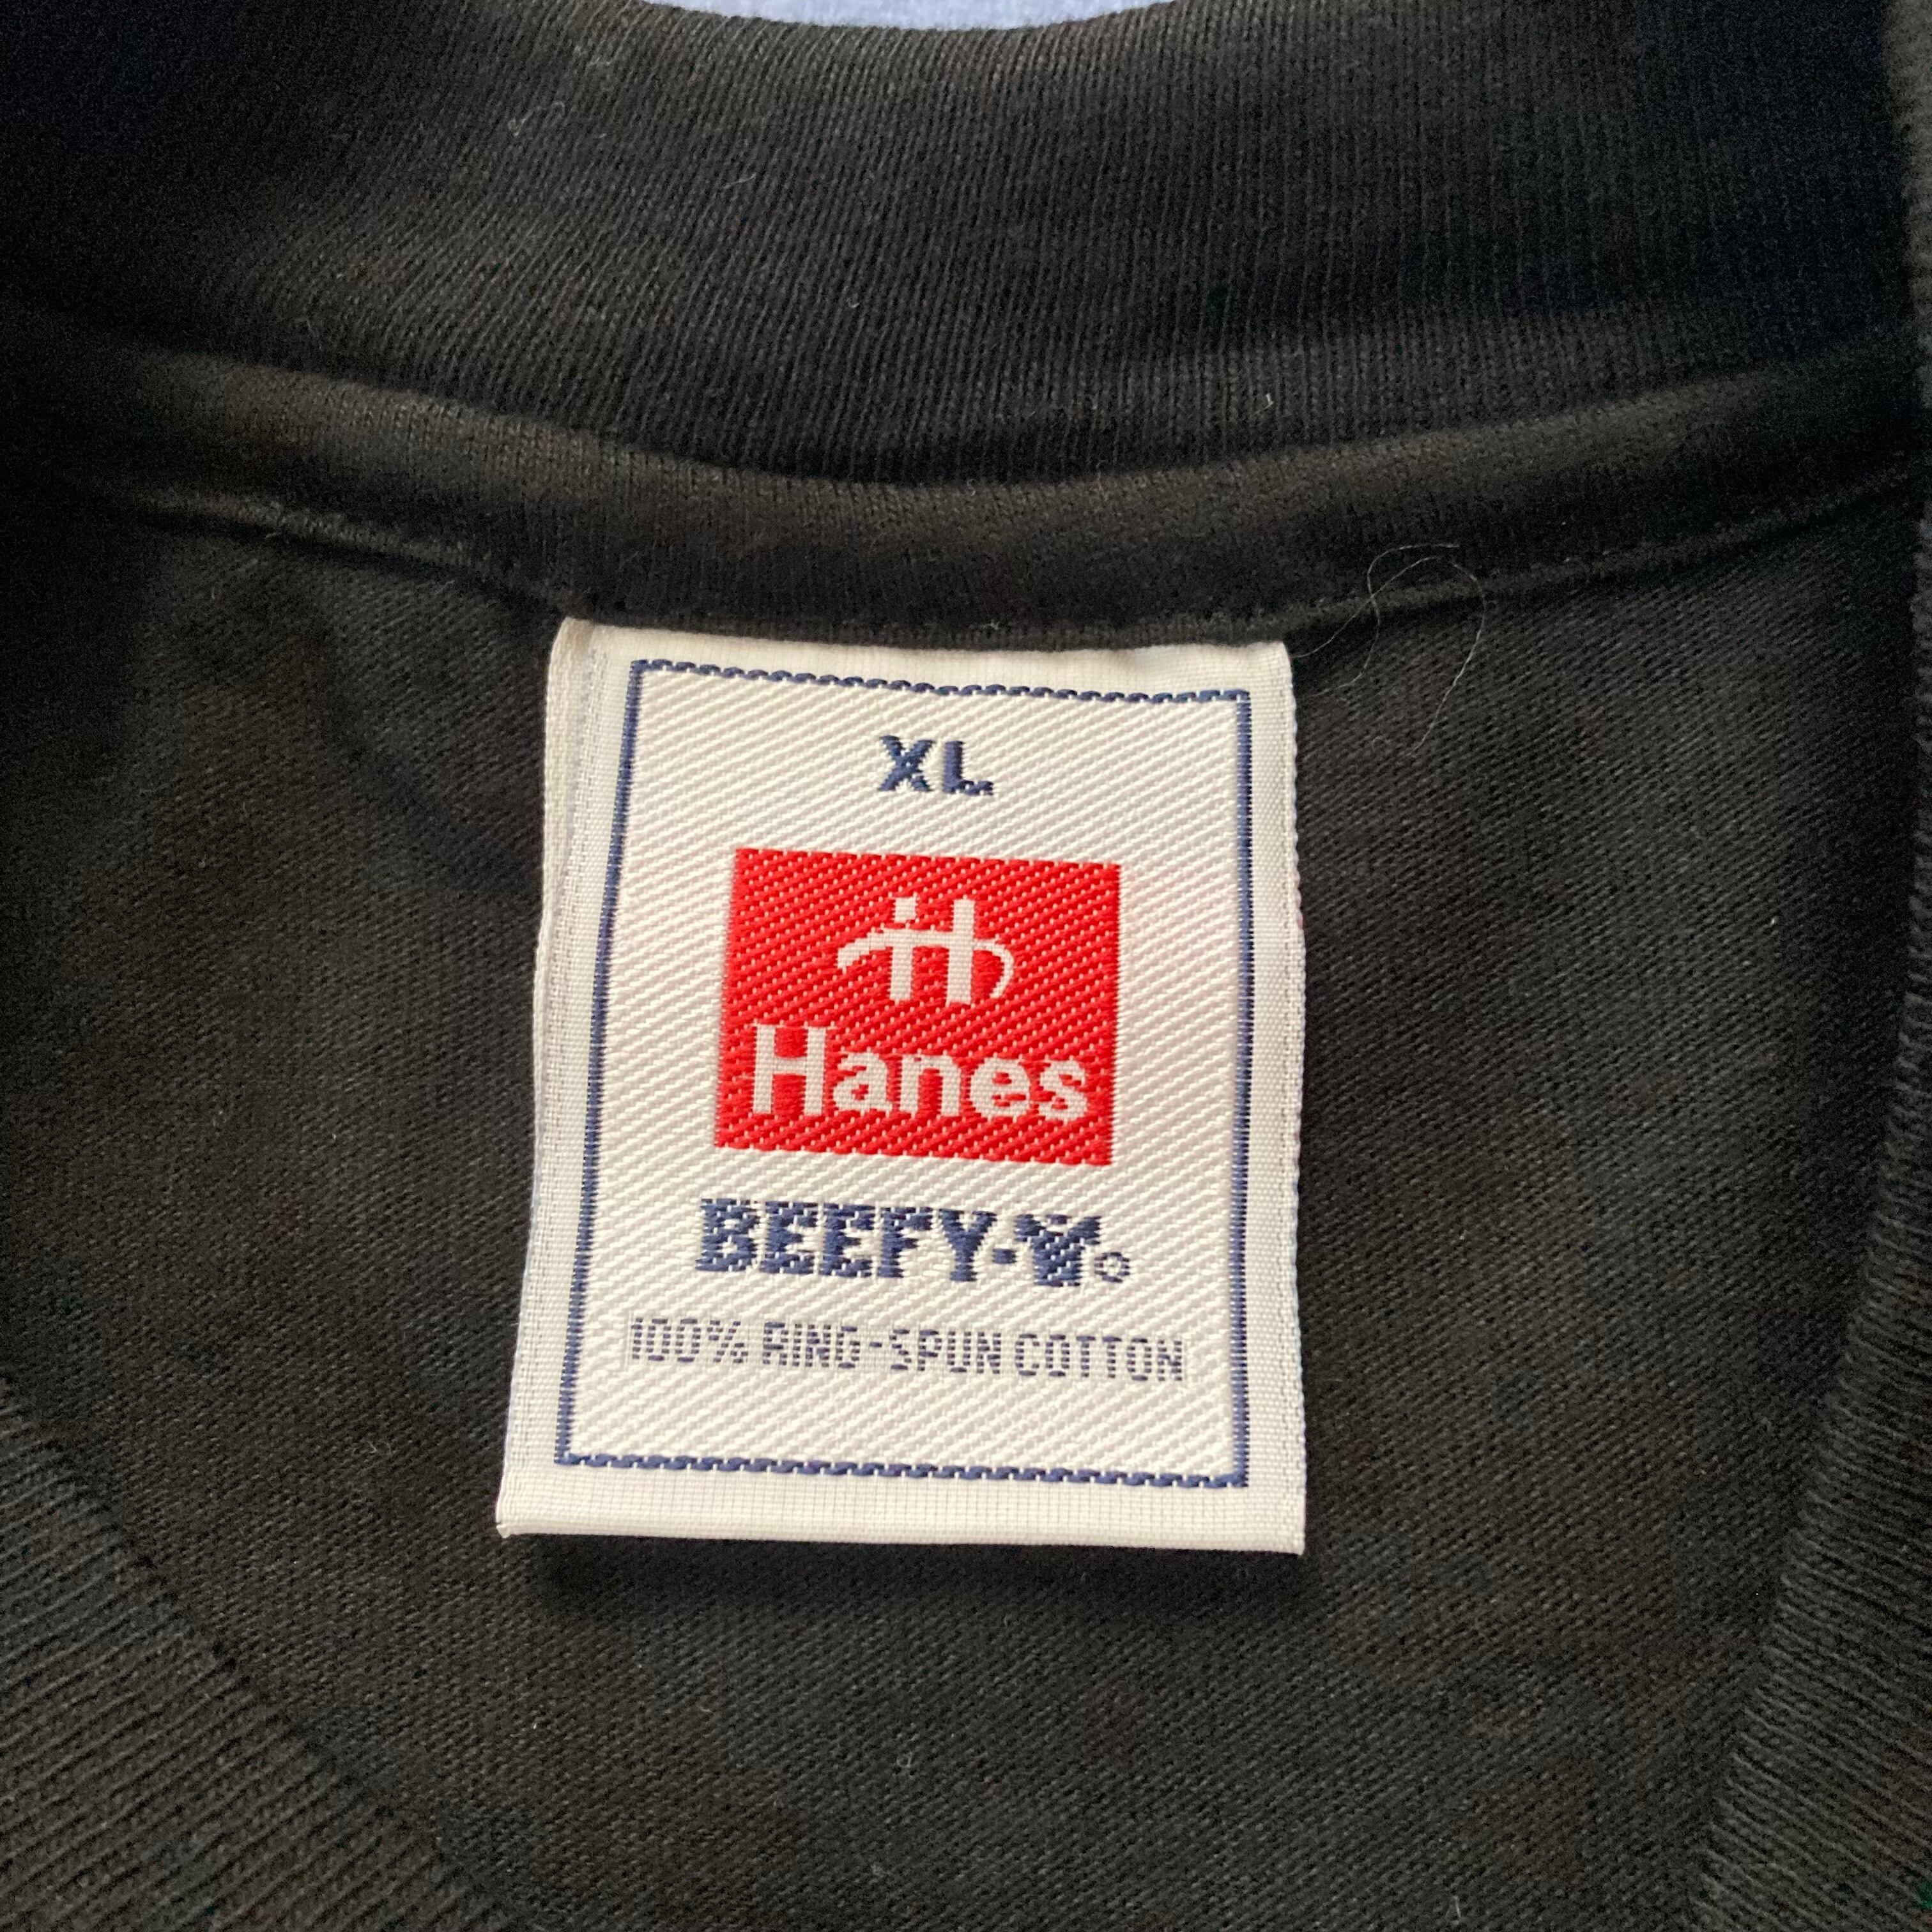 XL
Hanes
BEEFY-T®
100% RING-SPUN COTTON